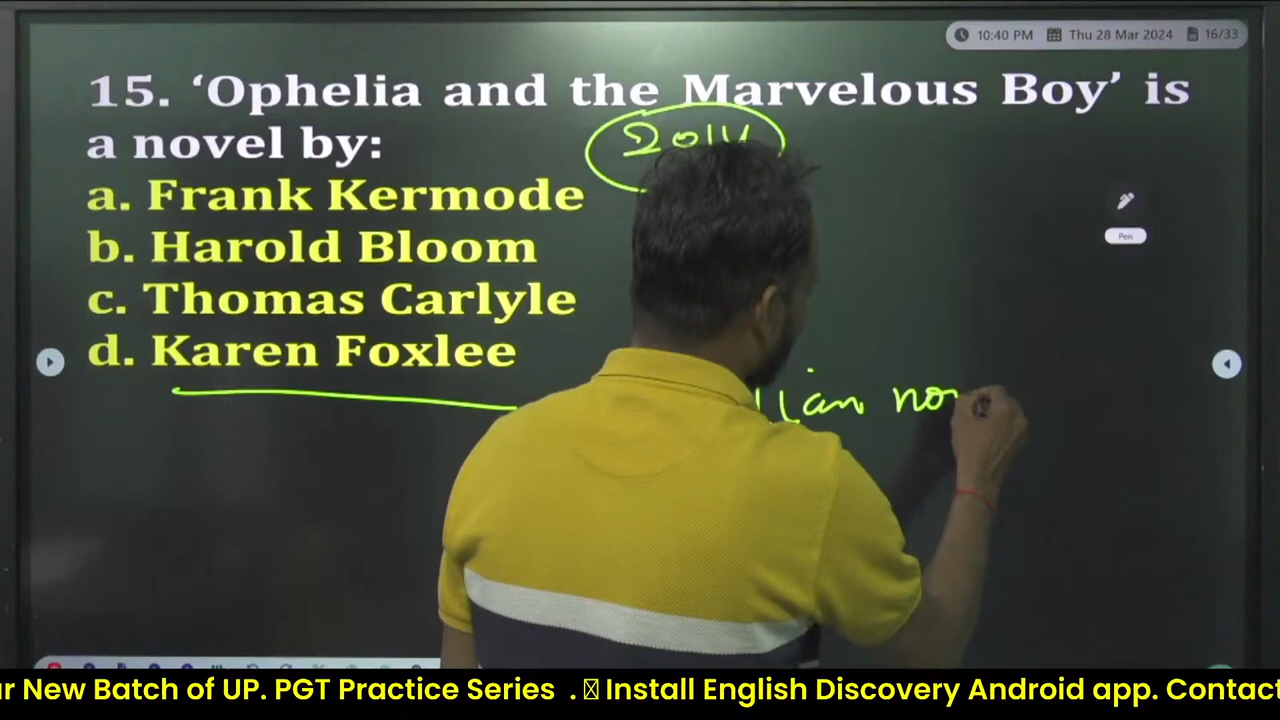 10:40 PM Thu 28 Mar 2024 16/33
15. ‘Ophelia and the Marvelous Boy’ is
a novel by:
2014
a. Frank Kermode
Pen
b. Harold Bloom
c. Thomas Carlyle
d. Karen Foxlee
New Batch of UP. PGT Practice Series . Install English Discovery Android app. Contact